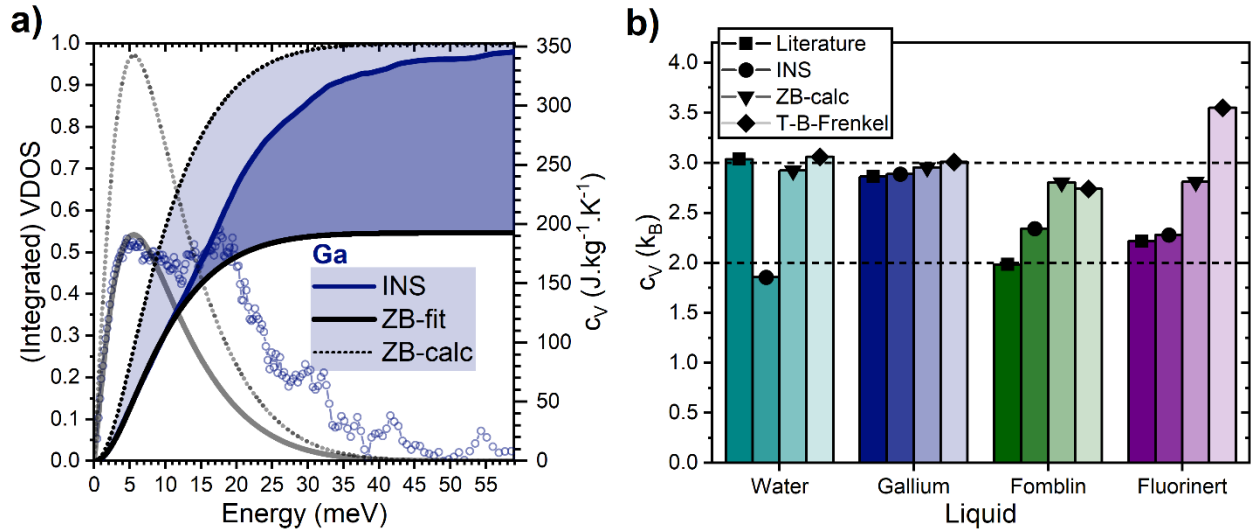 a)
(Integrated) VDOS
1.0
0.9
0.8
0.7
0.6
0.5
0.4
0.3
0.2
0.1
0.0
350
300
250
200
150
100
50
0
c_V (J.kg⁻¹.K⁻¹)
Ga
INS
ZB-fit
ZB-calc
0 5 10 15 20 25 30 35 40 45 50 55
Energy (meV)
b)
c_V (k_B)
4.0
3.5
3.0
2.5
2.0
1.5
1.0
0.5
0.0
Literature
INS
ZB-calc
T-B-Frenkel
Water Gallium Fomblin Fluorinert
Liquid